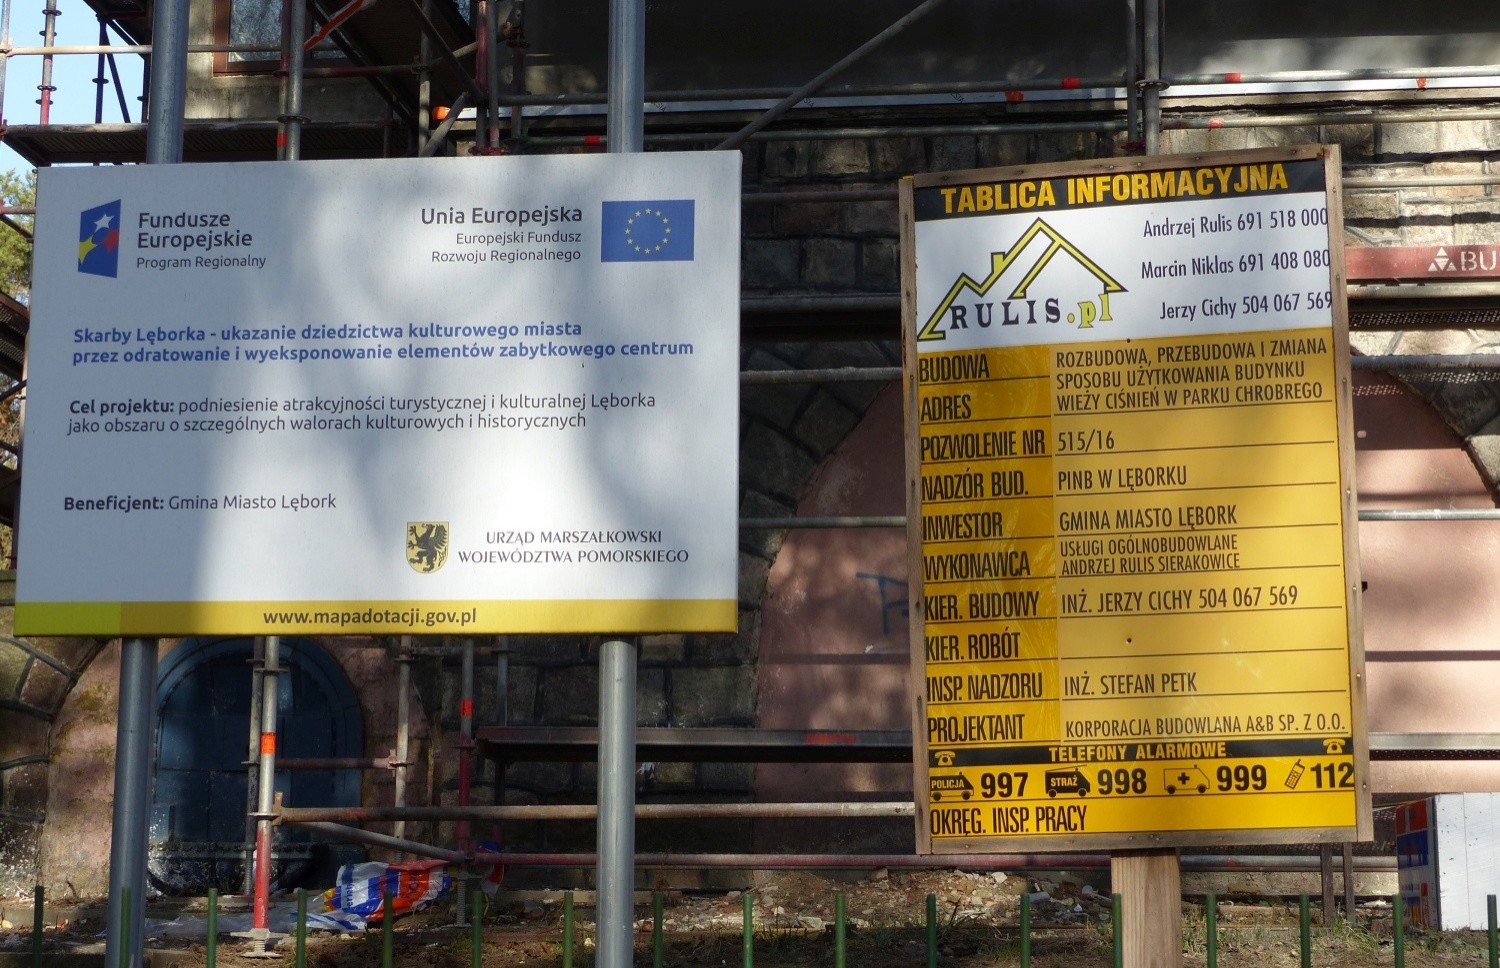 Fundusze
Europejskie
Program Regionalny
Unia Europejska
Europejski Fundusz
Rozwoju Regionalnego
Skarby Lęborka - ukazanie dziedzictwa kulturowego miasta
przez odratowanie i wyeksponowanie elementów zabytkowego centrum
Cel projektu: podniesienie atrakcyjności turystycznej i kulturalnej Lęborka
jako obszaru o szczególnych walorach kulturowych i historycznych
Beneficjent: Gmina Miasto Lębork
URZĄD MARSZAŁKOWSKI
WOJEWÓDZTWA POMORSKIEGO
www.mapadotacji.gov.pl
TABLICA INFORMACYJNA
RULIS.pl
Andrzej Rulis 691 518 000
Marcin Niklas 691 408 080
Jerzy Cichy 504 067 569
BUDOWA
ROZBUDOWA, PRZEBUDOWA I ZMIANA
SPOSOBU UŻYTKOWANIA BUDYNKU
ADRES
WIEŻY CIŚNIEŃ W PARKU CHROBREGO
POZWOLENIE NR 515/16
NADZÓR BUD. PINB W LĘBORKU
INWESTOR GMINA MIASTO LĘBORK
WYKONAWCA
USŁUGI OGÓLNOBUDOWLANE
ANDRZEJ RULIS SIERAKOWICE
KIER. BUDOWY INŻ. JERZY CICHY 504 067 569
KIER. ROBÓT
INSP. NADZORU INŻ. STEFAN PETK
PROJEKTANT KORPORACJA BUDOWLANA A&B SP. Z O.O.
TELEFONY ALARMOWE
POLICJA 997 STRAŻ 998 999 112
OKRĘG. INSP. PRACY
BU